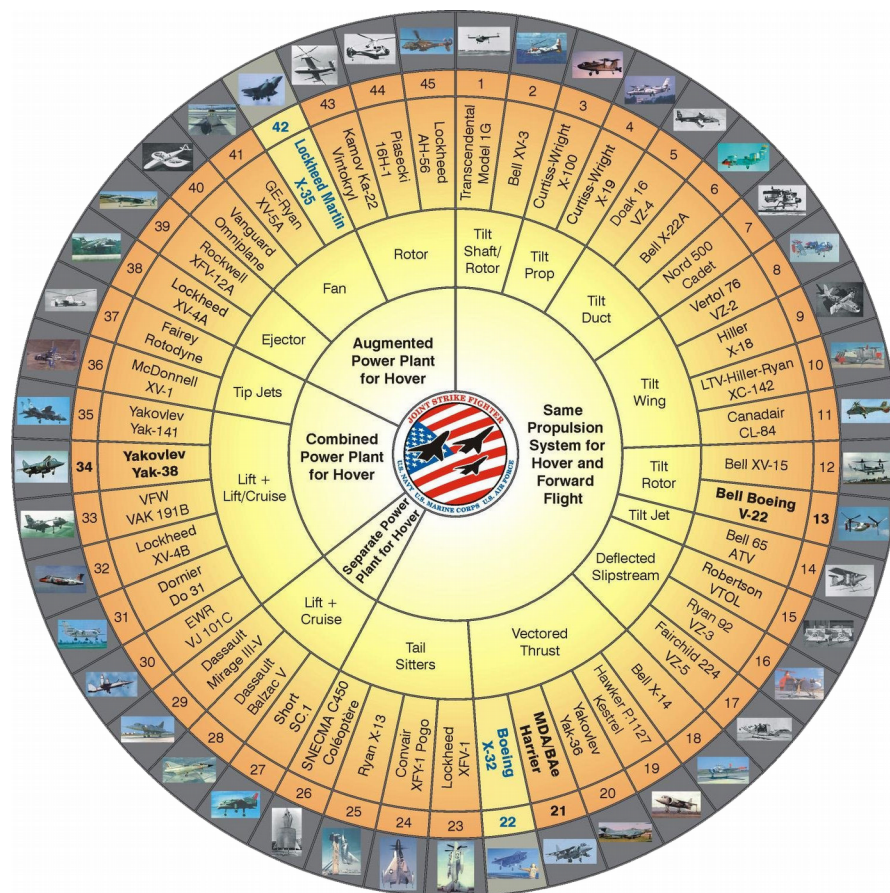 1
Transcendental
Model 1G
2
Bell XV-3
3
Curtiss-Wright
X-100
4
Curtiss-Wright
X-19
5
Doak 16
VZ-4
6
Bell X-22A
7
Nord 500
Cadet
8
Vertol 76
VZ-2
9
Hiller
X-18
10
LTV-Hiller-Ryan
XC-142
11
Canadair
CL-84
12
Bell XV-15
13
Bell Boeing
V-22
14
Bell 65
ATV
15
Robertson
VTOL
16
Ryan 92
VZ-3
17
Fairchild 224
VZ-5
18
Bell X-14
19
Hawker P.1127
Kestrel
20
Yakovlev
Yak-36
21
MDA/BAe
Harrier
22
Boeing
X-32
23
Lockheed
XFV-1
24
Convair
XFY-1 Pogo
25
Ryan X-13
26
SNECMA C450
Coléoptère
27
Short
SC.1
28
Dassault
Balzac V
29
Dassault
Mirage III-V
30
EWR
VJ 101C
31
Dornier
Do 31
32
Lockheed
XV-4B
33
VFW
VAK 191B
34
Yakovlev
Yak-38
35
Yakovlev
Yak-141
36
McDonnell
XV-1
37
Fairey
Rotodyne
38
Lockheed
XV-4A
39
Rockwell
XFV-12A
40
Vanguard
Omniplane
41
GE-Ryan
XV-5A
42
Lockheed Martin
X-35
43
Kamov Ka-22
Vintokryl
44
Piasecki
16H-1
45
Lockheed
AH-56
Tilt
Shaft/
Rotor
Tilt
Prop
Tilt
Duct
Tilt
Wing
Tilt
Rotor
Tilt Jet
Deflected
Slipstream
Vectored
Thrust
Tail
Sitters
Lift +
Cruise
Lift +
Lift/Cruise
Tip Jets
Ejector
Fan
Rotor
Same
Propulsion
System for
Hover and
Forward
Flight
Separate Power
Plant for Hover
Combined
Power Plant
for Hover
Augmented
Power Plant
for Hover
JOINT STRIKE FIGHTER
U.S. NAVY U.S. MARINE CORPS U.S. AIR FORCE